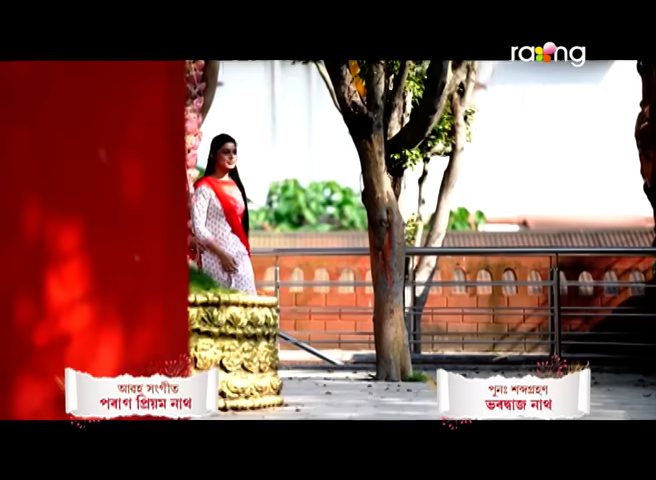 rang
আবহ সংগীত
পৰাগ প্ৰিয়ম নাথ
পুনঃ শব্দগ্ৰহণ
ভৰদ্বাজ নাথ